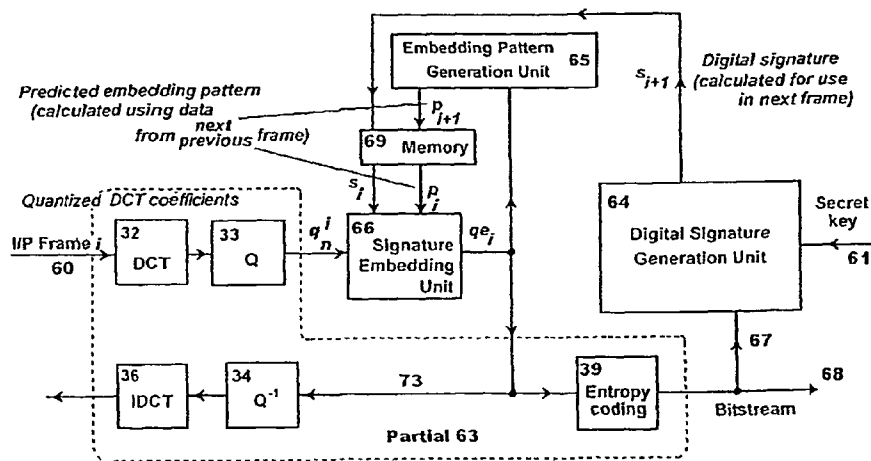 Embedding Pattern
Generation Unit
65
Digital signature
(calculated for use
in next frame)
s i+1
Predicted embedding pattern
(calculated using data
from next previous frame)
p i+1
69
Memory
s i
p i
Quantized DCT coefficients
I/P Frame i
60
32
DCT
33
Q
q n i
66
Signature
Embedding
Unit
qe i
64
Digital Signature
Generation Unit
Secret
key
61
67
36
IDCT
34
Q-1
73
39
Entropy
coding
68
Bitstream
Partial 63